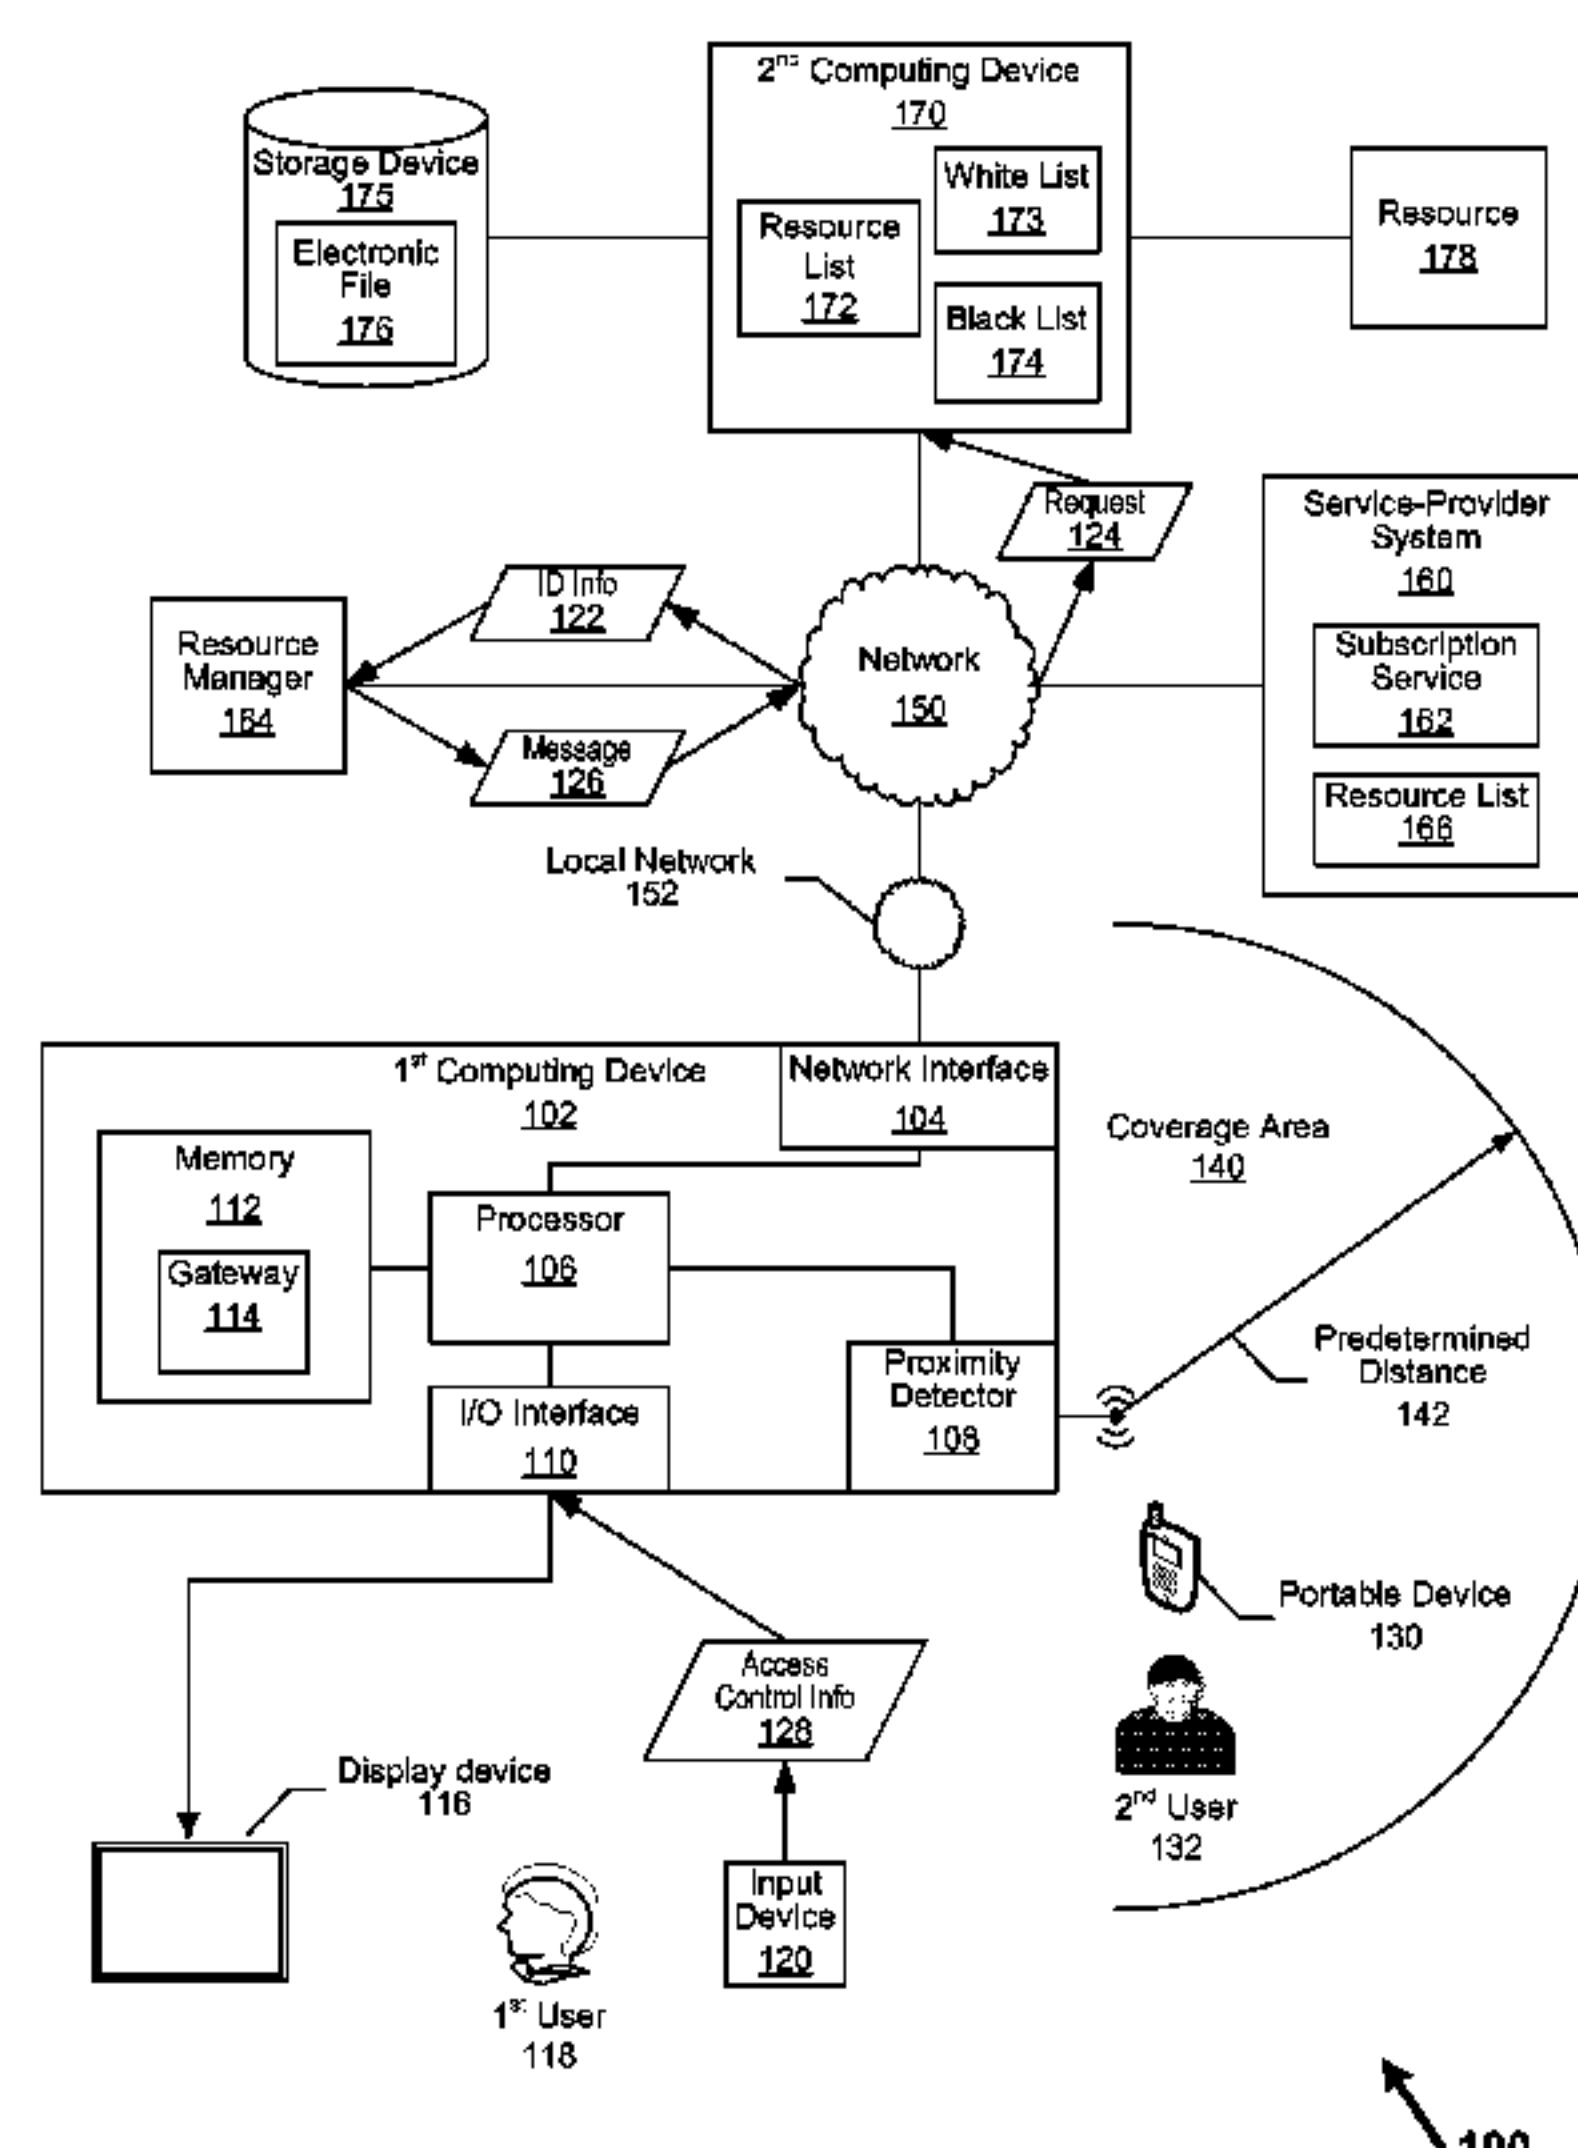 2nd Computing Device
170
Storage Device
175
Electronic
File
176
Resource
List
172
White List
173
Black List
174
Resource
178
Request
124
Service-Provider
System
160
Subscription
Service
162
Resource List
166
ID Info
122
Resource
Manager
164
Message
126
Network
150
Local Network
152
1st Computing Device
102
Network Interface
104
Memory
112
Gateway
114
Processor
106
I/O Interface
110
Proximity
Detector
108
Coverage Area
140
Predetermined
Distance
142
Portable Device
130
2nd User
132
Access
Control Info
128
Display device
116
Input
Device
120
1st User
118